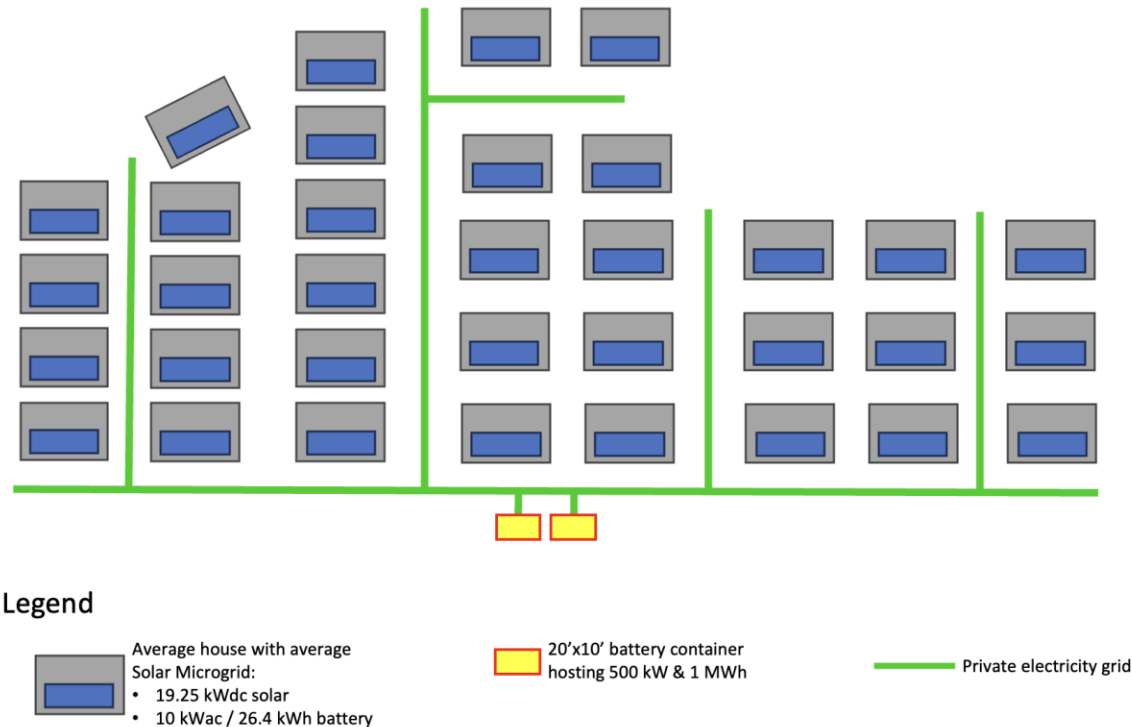 Legend
Average house with average
Solar Microgrid:
• 19.25 kWdc solar
• 10 kWac / 26.4 kWh battery
20’x10’ battery container
hosting 500 kW & 1 MWh
Private electricity grid